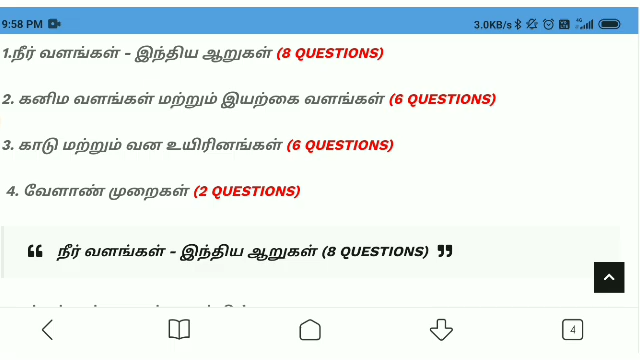 9:58 PM 3.0KB/s 4G
1.நீர் வளங்கள் - இந்திய ஆறுகள் (8 QUESTIONS)
2. கனிம வளங்கள் மற்றும் இயற்கை வளங்கள் (6 QUESTIONS)
3. காடு மற்றும் வன உயிரினங்கள் (6 QUESTIONS)
4. வேளாண் முறைகள் (2 QUESTIONS)
“ நீர் வளங்கள் - இந்திய ஆறுகள் (8 QUESTIONS) ”
4